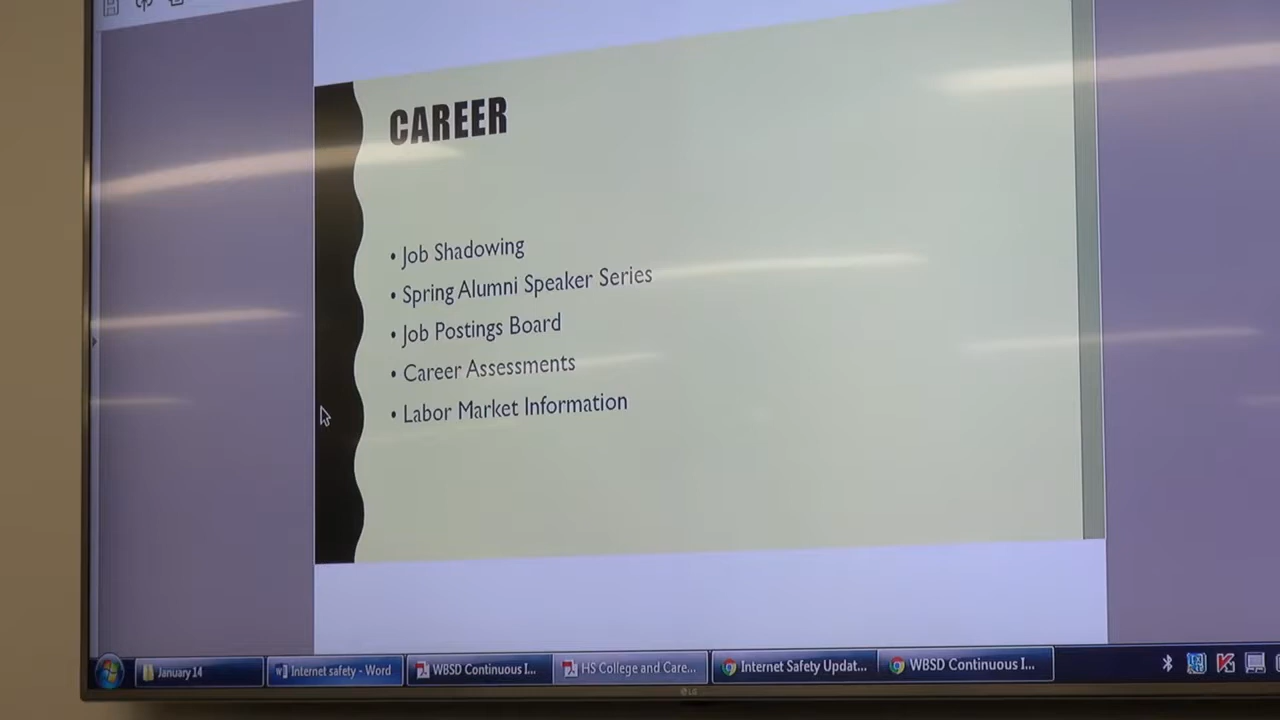 CAREER
• Job Shadowing
• Spring Alumni Speaker Series
• Job Postings Board
• Career Assessments
• Labor Market Information
January 14
Internet safety - Word
WBSD Continuous I...
HS College and Care...
Internet Safety Updat...
WBSD Continuous I...
LG